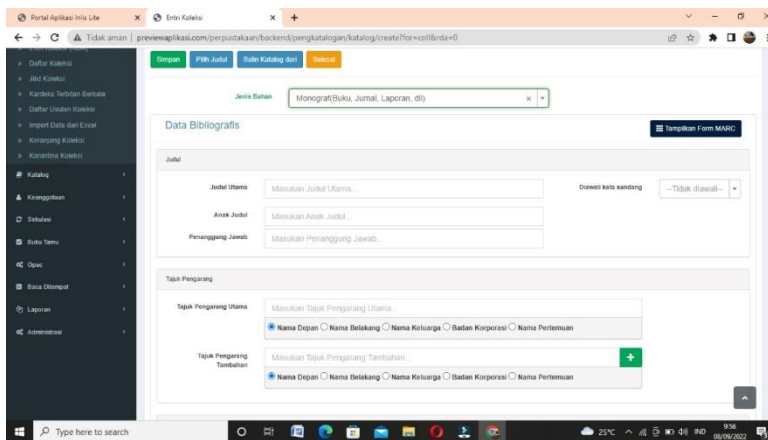 Portal Aplikasi Inlis Lite
Entri Koleksi
Tidak aman | previewaplikasi.com/perpustakaan/backend/pengkatalogan/katalog/create?for=coll&rda=0
Daftar Koleksi
Jilid Koleksi
Kardeks Terbitan Berkala
Daftar Usulan Koleksi
Import Data dari Excel
Keranjang Koleksi
Karantina Koleksi
Katalog
Keanggotaan
Sirkulasi
Buku Tamu
Opac
Baca Ditempat
Laporan
Administrasi
Simpan Pilih Judul Salin Katalog dari Selesai
Jenis Bahan Monograf(Buku, Jurnal, Laporan, dll)
Data Bibliografis Tampilkan Form MARC
Judul
Judul Utama Masukan Judul Utama.. Diawali kata sandang --Tidak diawali--
Anak Judul Masukan Anak Judul..
Penanggung Jawab Masukan Penanggung Jawab..
Tajuk Pengarang
Tajuk Pengarang Utama Masukan Tajuk Pengarang Utama..
Nama Depan Nama Belakang Nama Keluarga Badan Korporasi Nama Pertemuan
Tajuk Pengarang Tambahan Masukan Tajuk Pengarang Tambahan..
Nama Depan Nama Belakang Nama Keluarga Badan Korporasi Nama Pertemuan
Type here to search
25°C
IND
9:56
08/09/2022